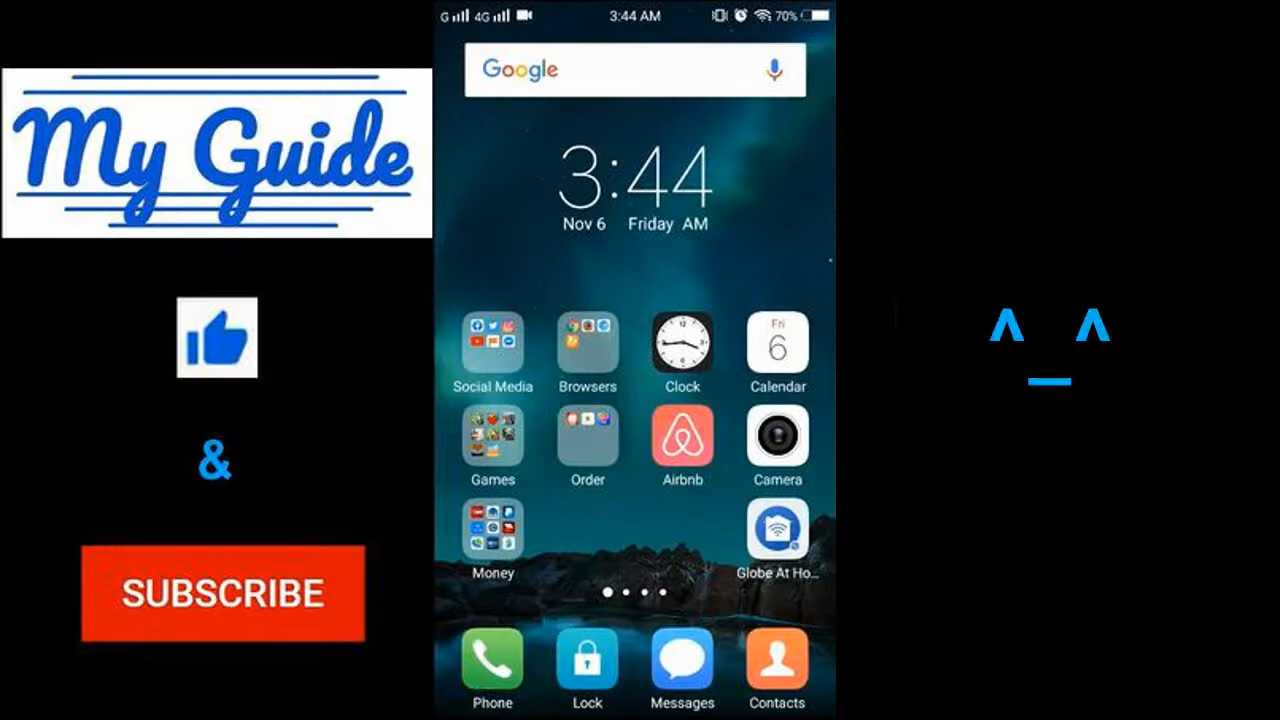 G 4G 3:44 AM 70%
Google
My Guide
3:44
Nov 6 Friday AM
Fri
6
Social Media Browsers Clock Calendar
Games Order Airbnb Camera
Money Globe At Ho...
&
SUBSCRIBE
Phone Lock Messages Contacts
^_^